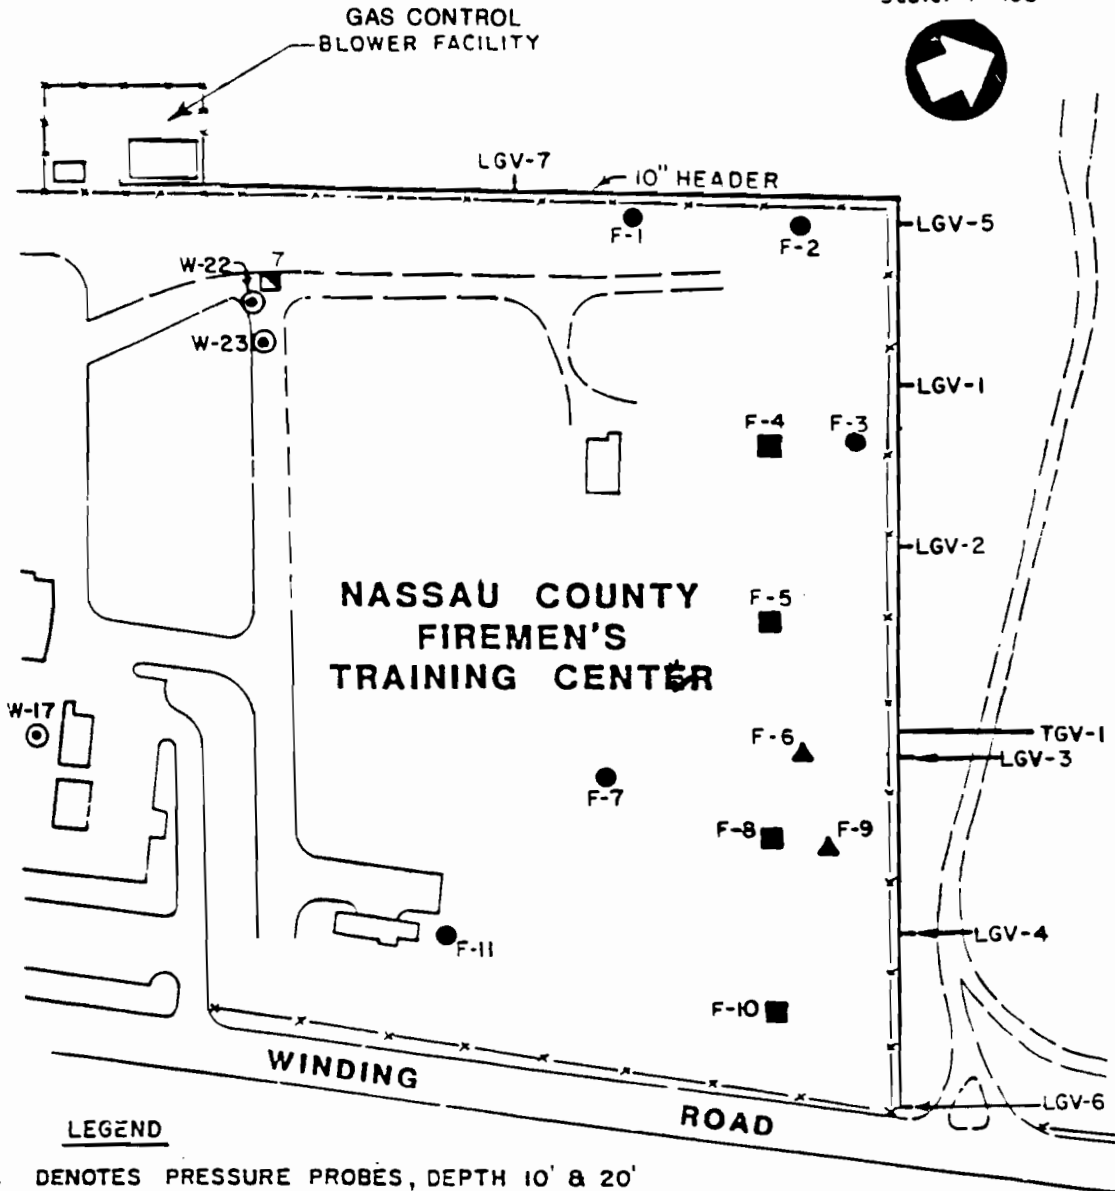 GAS CONTROL
BLOWER FACILITY
LGV-7
10" HEADER
LGV-5
F-1
F-2
W-22
7
W-23
LGV-1
F-4
F-3
LGV-2
NASSAU COUNTY
FIREMEN'S
TRAINING CENTER
F-5
W-17
F-6
TGV-1
LGV-3
F-7
F-8
F-9
LGV-4
F-11
F-10
WINDING ROAD
LGV-6
LEGEND
DENOTES PRESSURE PROBES, DEPTH 10' & 20'